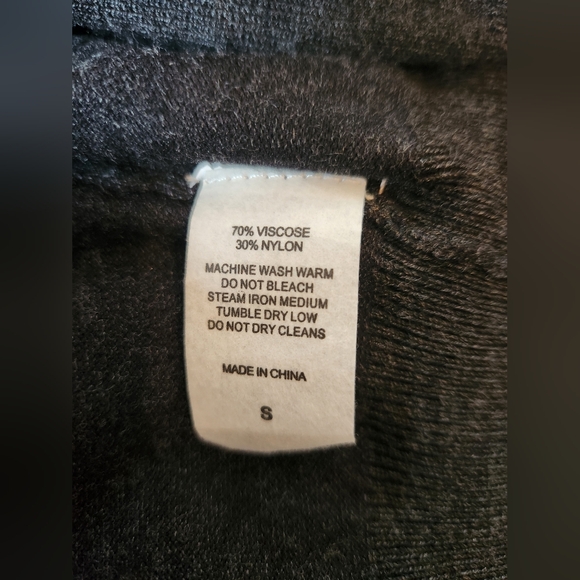 70% VISCOSE
30% NYLON
MACHINE WASH WARM
DO NOT BLEACH
STEAM IRON MEDIUM
TUMBLE DRY LOW
DO NOT DRY CLEANS
MADE IN CHINA
S